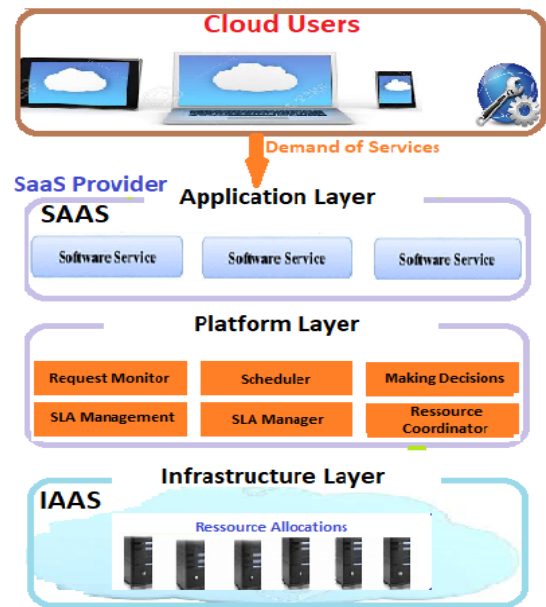 Cloud Users
Demand of Services
SaaS Provider
Application Layer
SAAS
Software Service
Software Service
Software Service
Platform Layer
Request Monitor
Scheduler
Making Decisions
SLA Management
SLA Manager
Ressource
Coordinator
Infrastructure Layer
IAAS
Ressource Allocations